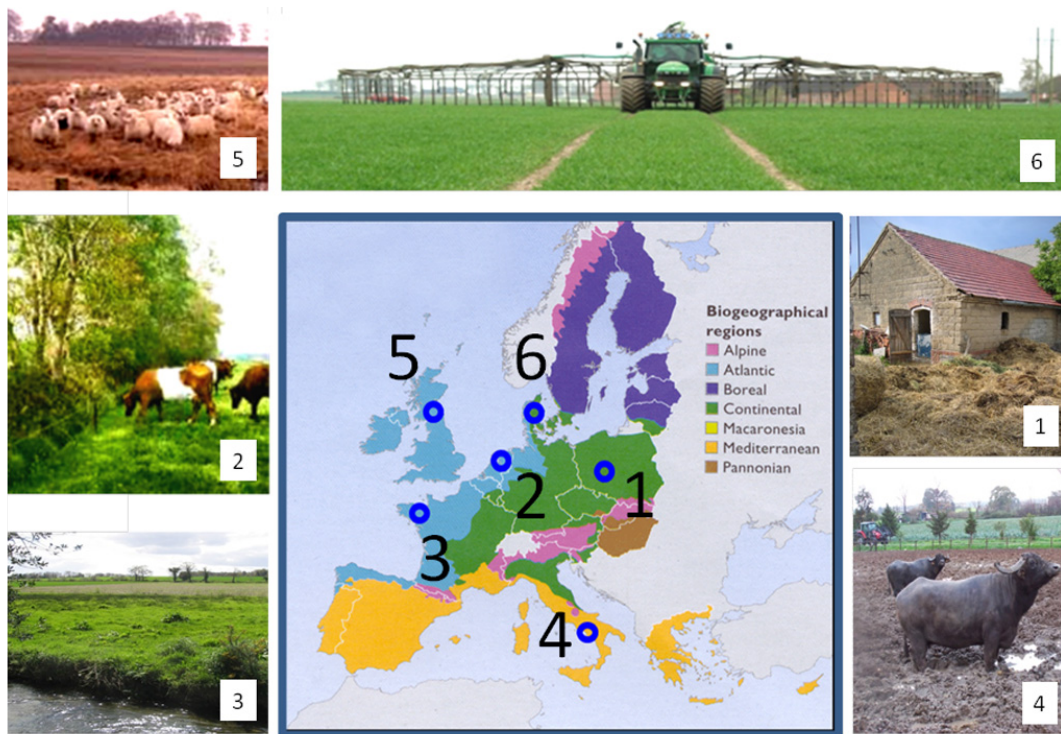 5
6
2
3
1
4
5
6
2
1
3
4
Biogeographical
regions
Alpine
Atlantic
Boreal
Continental
Macaronesia
Mediterranean
Pannonian